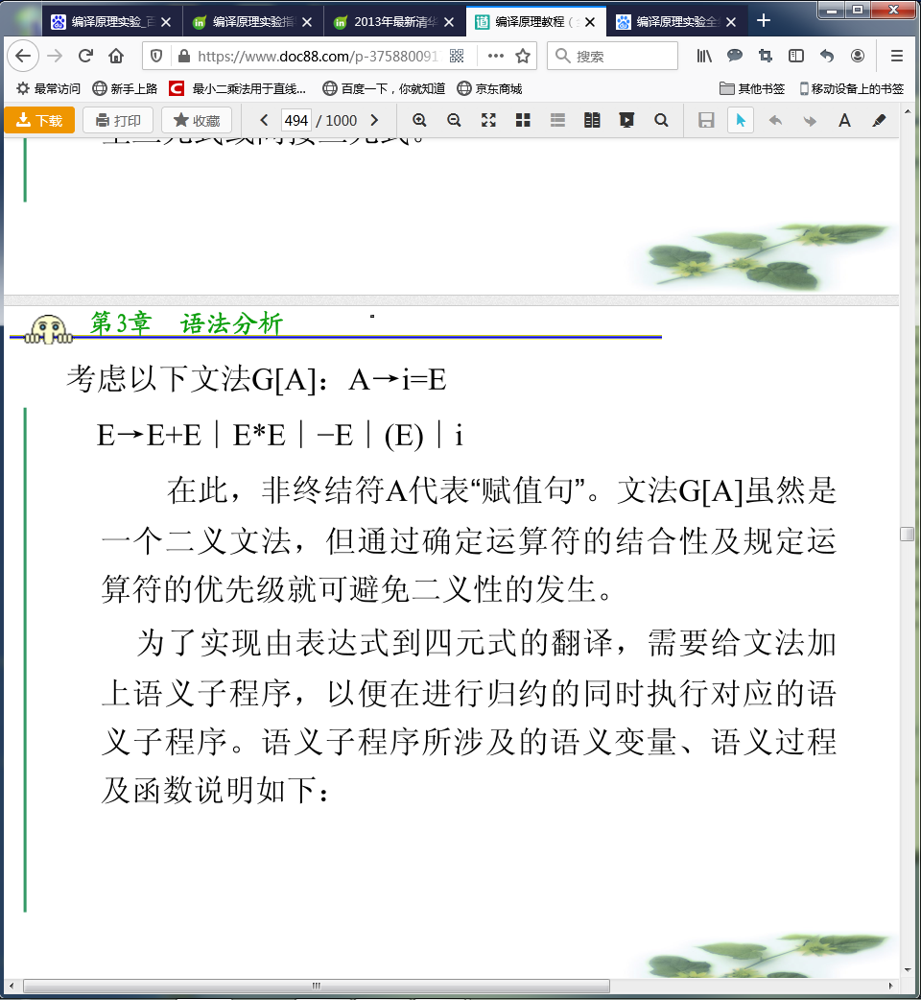 编译原理实验_百
编译原理实验指
2013年最新清华
编译原理教程（
编译原理实验全
https://www.doc88.com/p-37588009
搜索
最常访问
新手上路
最小二乘法用于直线...
百度一下，你就知道
京东商城
其他书签
移动设备上的书签
下载
打印
收藏
494 / 1000
第3章 语法分析
考虑以下文法G[A]：A→i=E
E→E+E｜E*E｜−E｜(E)｜i
在此，非终结符A代表“赋值句”。文法G[A]虽然是
一个二义文法，但通过确定运算符的结合性及规定运
算符的优先级就可避免二义性的发生。
为了实现由表达式到四元式的翻译，需要给文法加
上语义子程序，以便在进行归约的同时执行对应的语
义子程序。语义子程序所涉及的语义变量、语义过程
及函数说明如下：